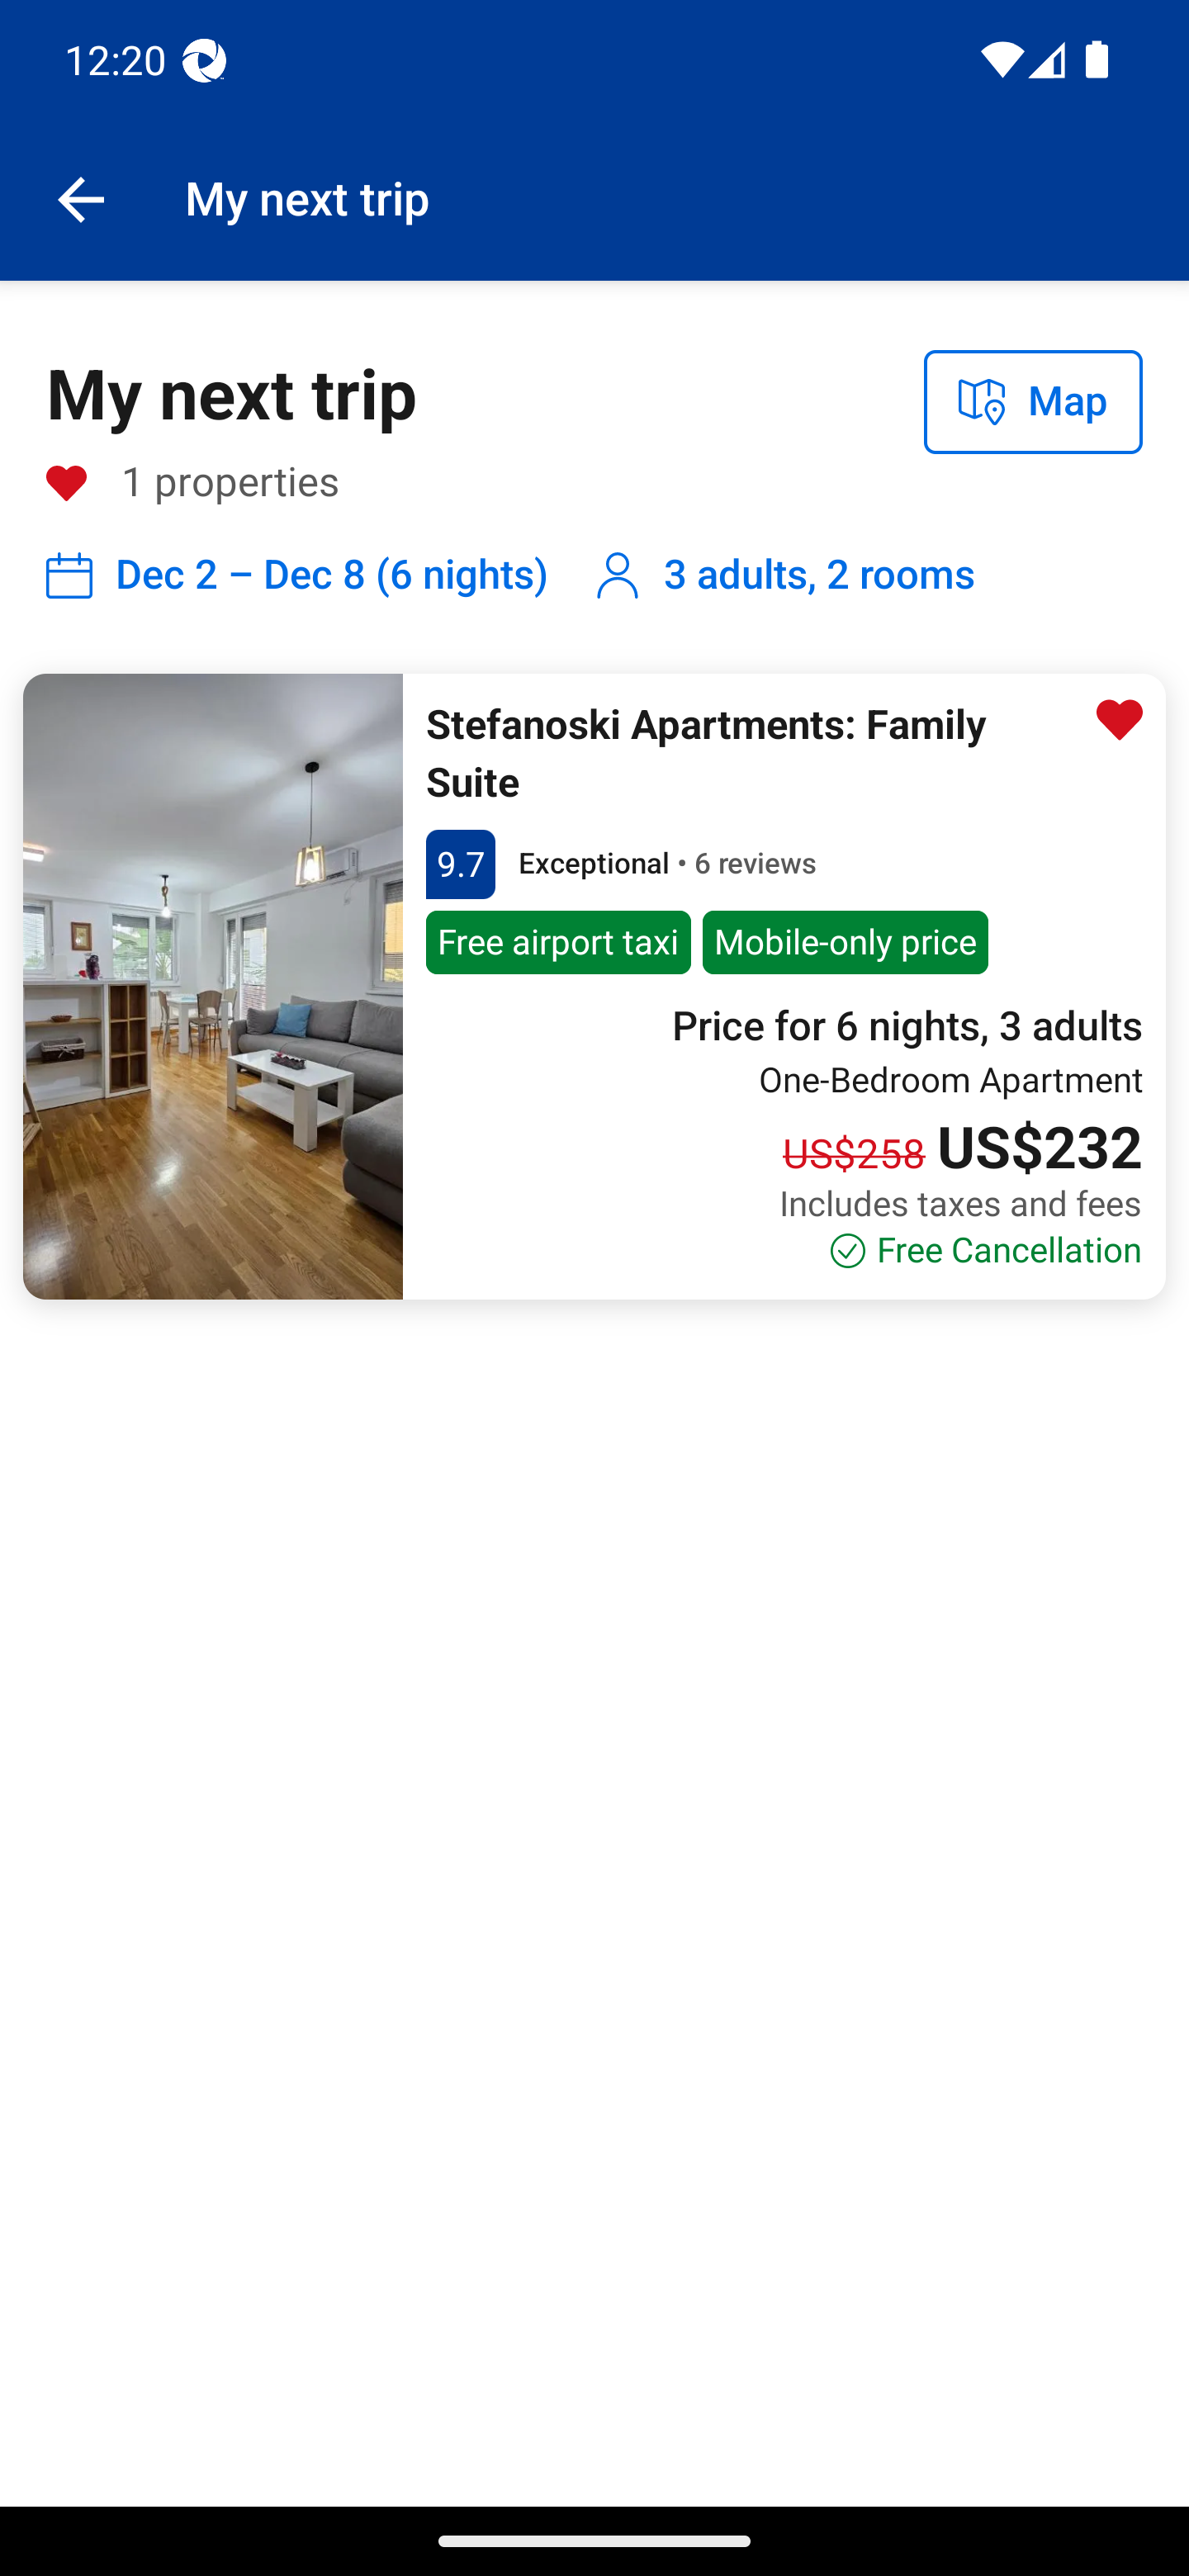 12:20
My next trip
My next trip
Map
1 properties
Dec 2 – Dec 8 (6 nights)
3 adults, 2 rooms
Stefanoski Apartments: Family
Suite
9.7 Exceptional • 6 reviews
Free airport taxi
Mobile-only price
Price for 6 nights, 3 adults
One-Bedroom Apartment
US$258 US$232
Includes taxes and fees
Free Cancellation